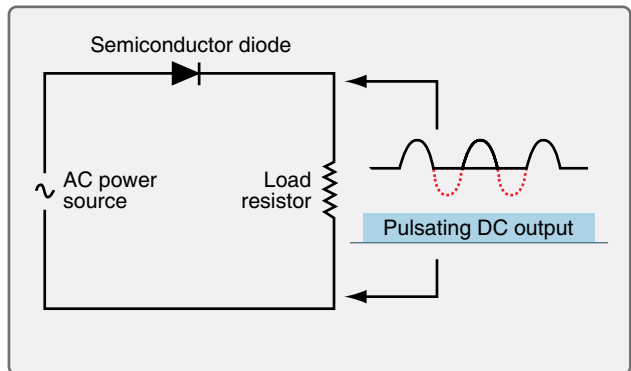 Semiconductor diode
AC power
source
Load
resistor
Pulsating DC output